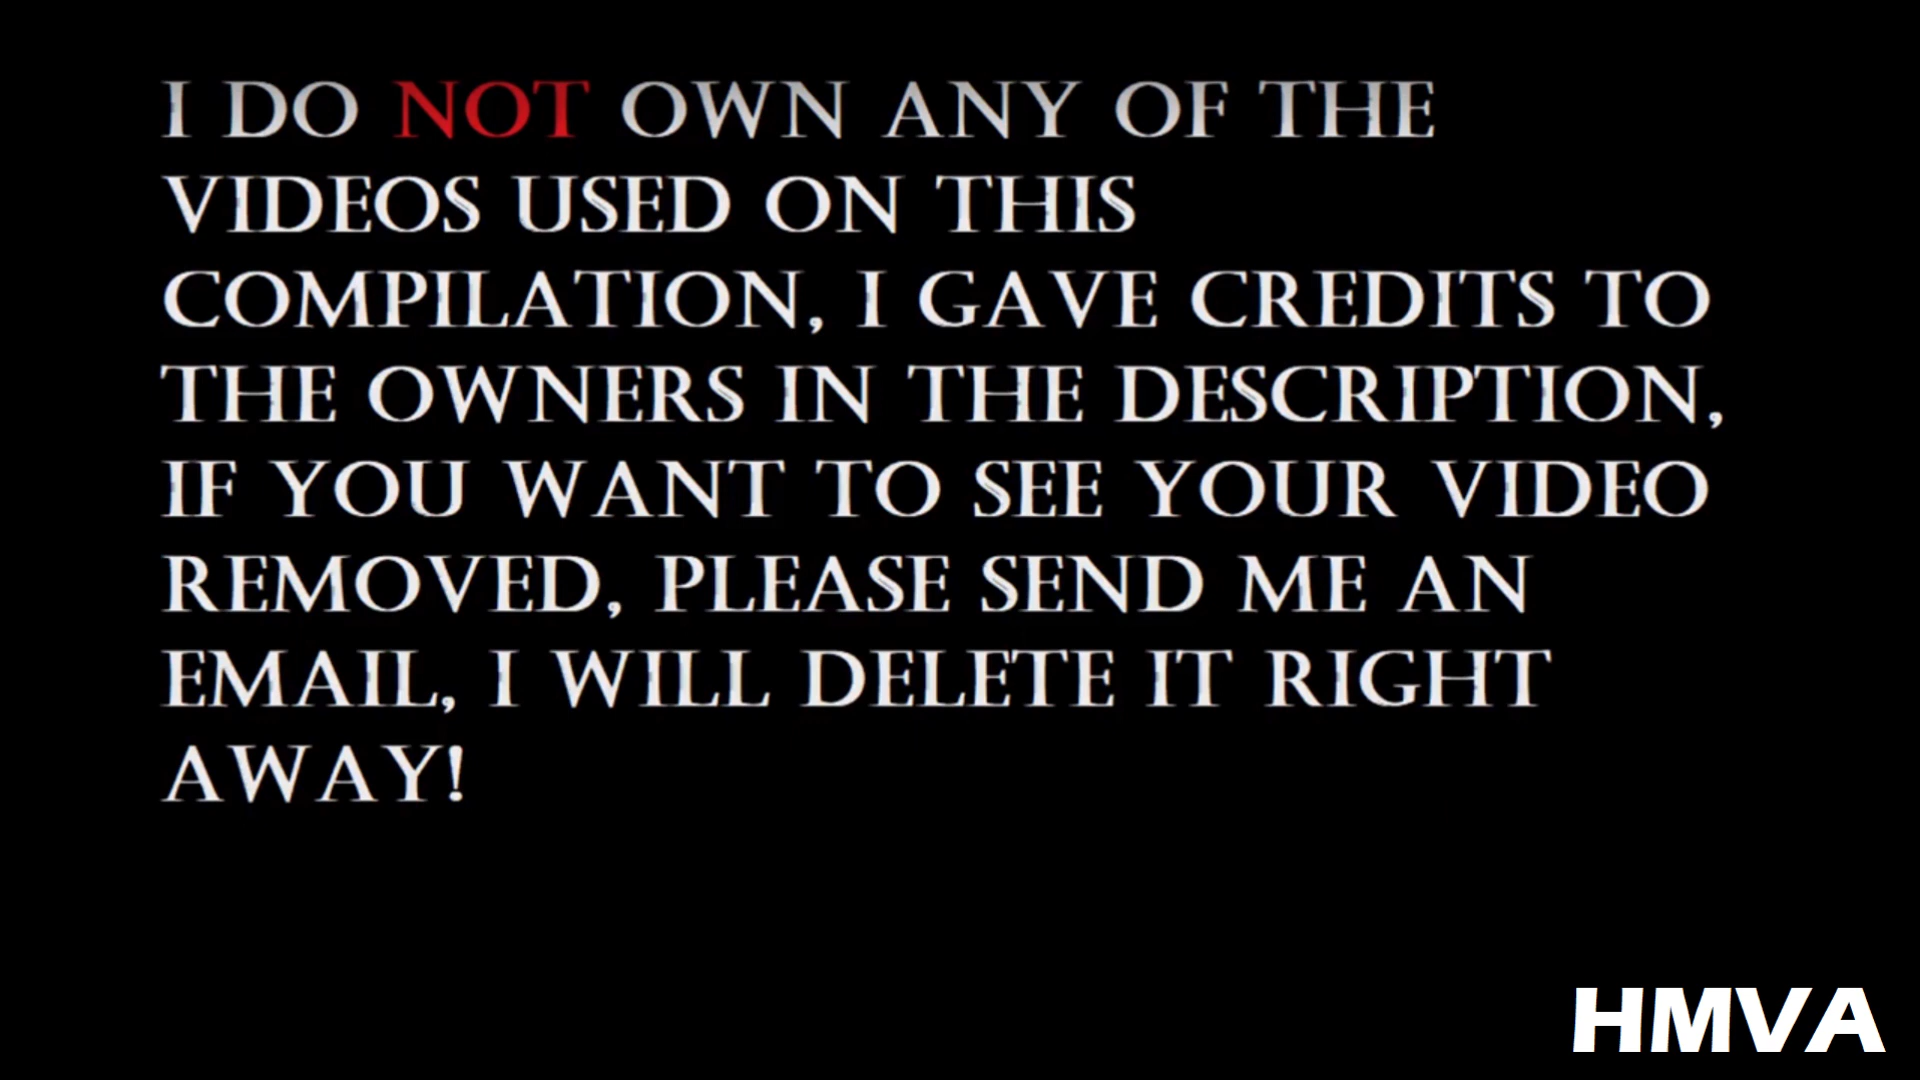 I DO NOT OWN ANY OF THE
VIDEOS USED ON THIS
COMPILATION, I GAVE CREDITS TO
THE OWNERS IN THE DESCRIPTION,
IF YOU WANT TO SEE YOUR VIDEO
REMOVED, PLEASE SEND ME AN
EMAIL, I WILL DELETE IT RIGHT
AWAY!
HMVA